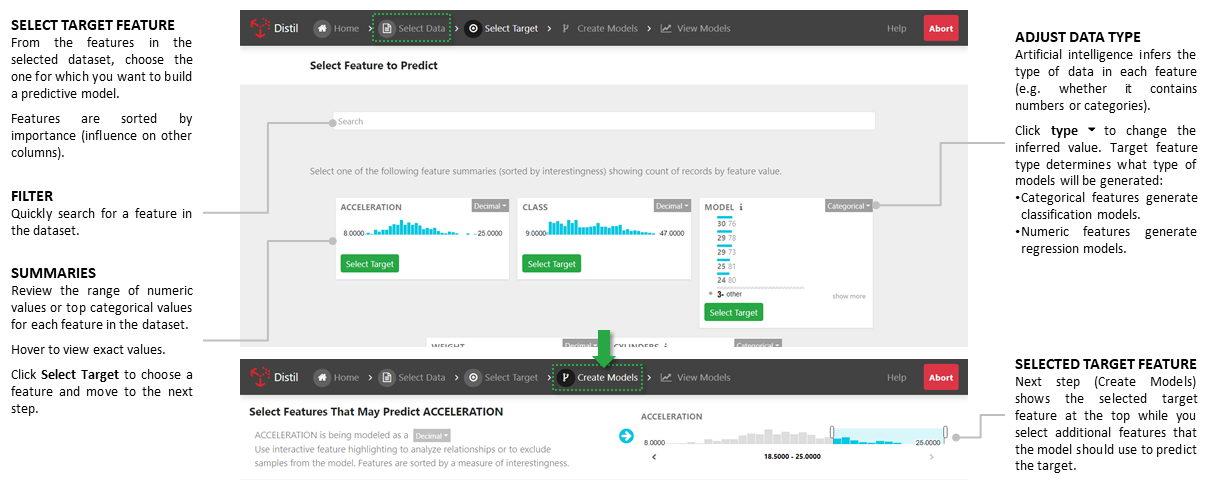 SELECT TARGET FEATURE
From the features in the
selected dataset, choose the
one for which you want to build
a predictive model.
Features are sorted by
importance (influence on other
columns).
FILTER
Quickly search for a feature in
the dataset.
SUMMARIES
Review the range of numeric
values or top categorical values
for each feature in the dataset.
Hover to view exact values.
Click Select Target to choose a
feature and move to the next
step.
Distil Home Select Data Select Target Create Models View Models Help Abort
Select Feature to Predict
Search
Select one of the following feature summaries (sorted by interestingness) showing count of records by feature value.
ACCELERATION Decimal
8.0000 25.0000
Select Target
CLASS Decimal
9.0000 47.0000
Select Target
MODEL Categorical
30 76
29 78
29 73
25 81
24 80
3+ other
show more
Select Target
WEIGHT Decimal
CYLINDERS Categorical
Distil Home Select Data Select Target Create Models View Models Help Abort
Select Features That May Predict ACCELERATION
ACCELERATION is being modeled as a Decimal
Use interactive feature highlighting to analyze relationships or to exclude
samples from the model. Features are sorted by a measure of interestingness.
ACCELERATION
8.0000 25.0000
18.5000 - 25.0000
ADJUST DATA TYPE
Artificial intelligence infers the
type of data in each feature
(e.g. whether it contains
numbers or categories).
Click type to change the
inferred value. Target feature
type determines what type of
models will be generated:
•Categorical features generate
classification models.
•Numeric features generate
regression models.
SELECTED TARGET FEATURE
Next step (Create Models)
shows the selected target
feature at the top while you
select additional features that
the model should use to predict
the target.